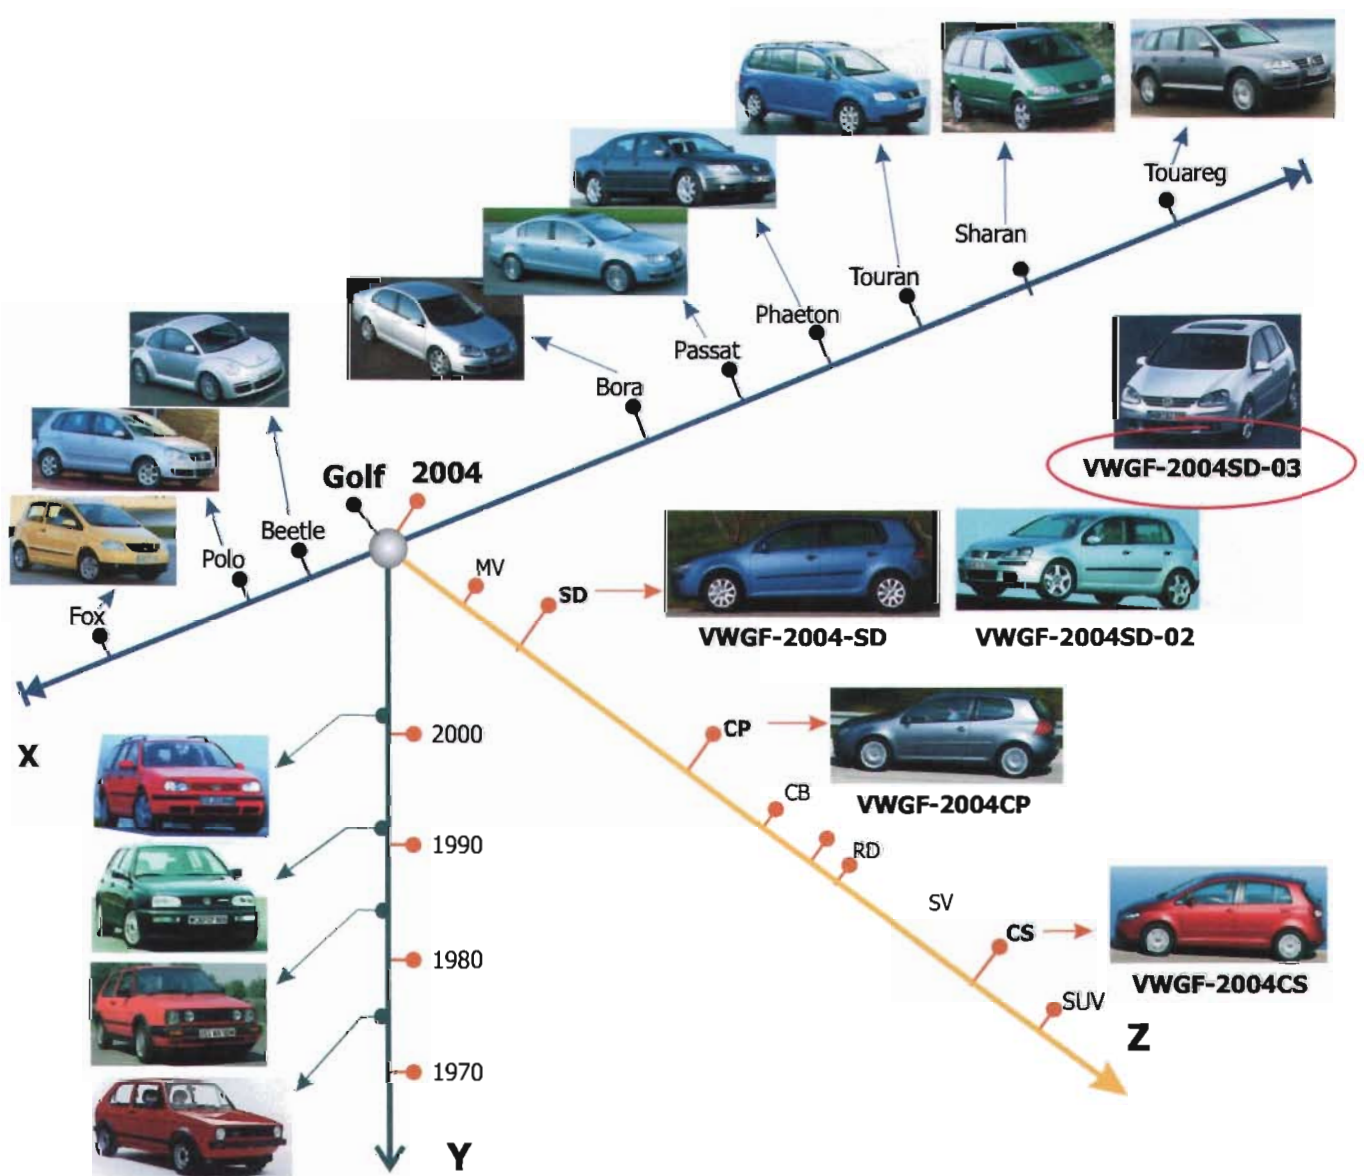 Touareg
Sharan
Touran
Phaeton
Passat
Bora
VWGF-2004SD-03
Golf
2004
Beetle
Polo
Fox
MV
SD
VWGF-2004-SD
VWGF-2004SD-02
X
2000
CP
VWGF-2004CP
CB
1990
RD
SV
CS
VWGF-2004CS
1980
SUV
Z
1970
Y